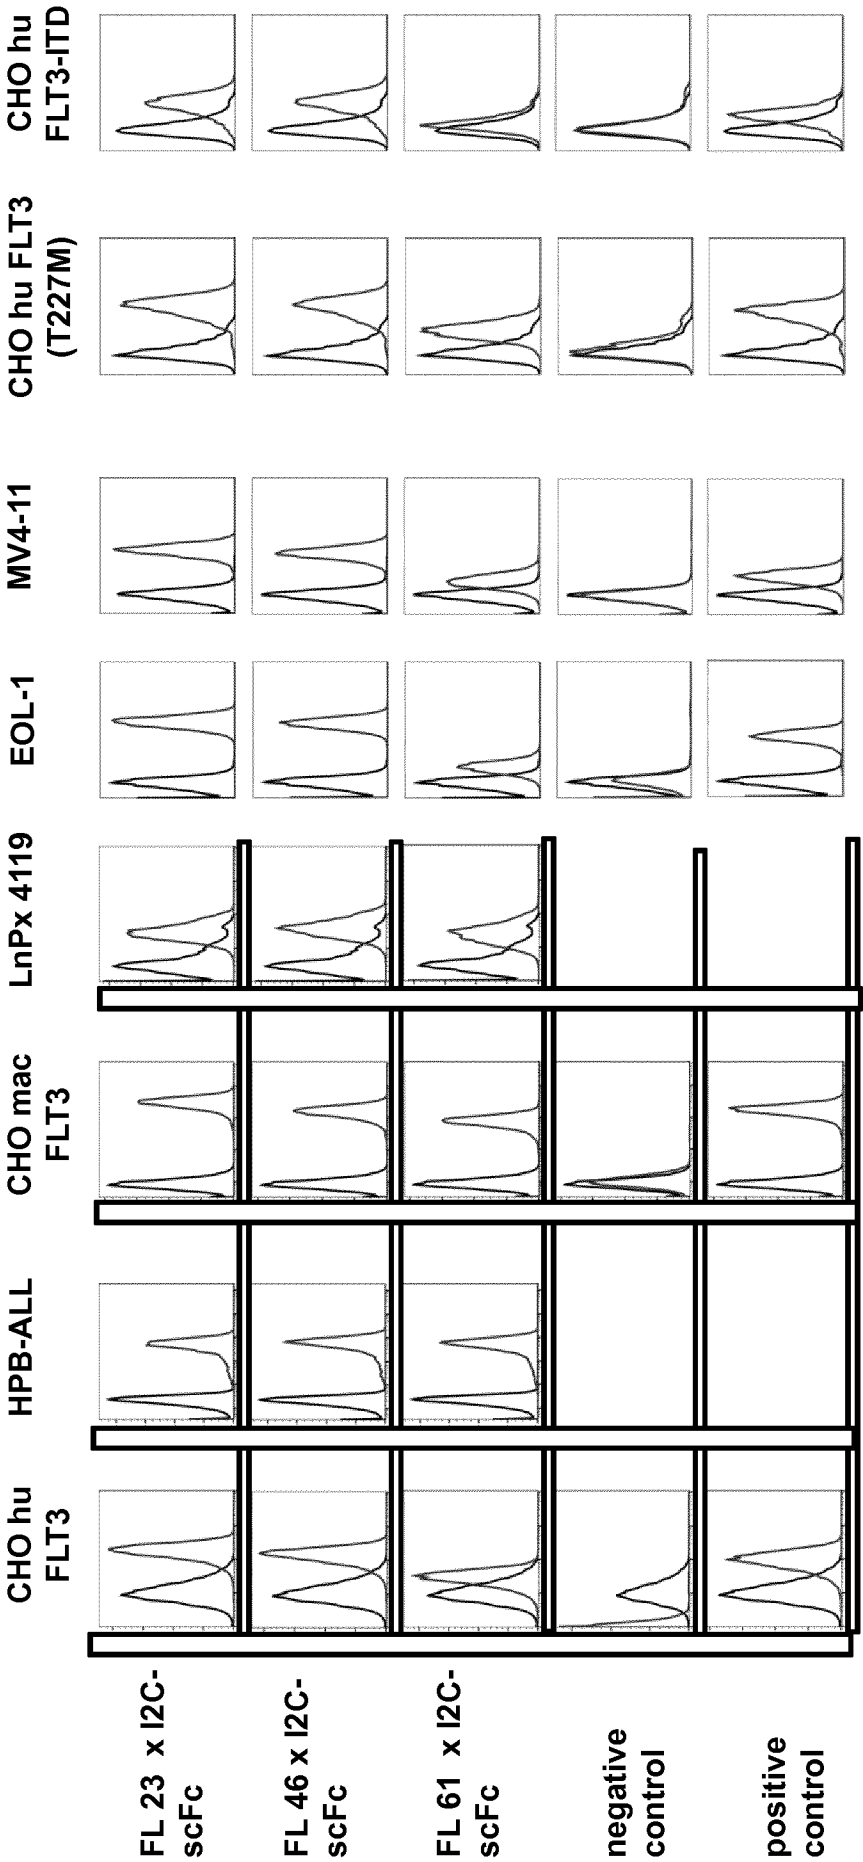 CHO hu
FLT3
HPB-ALL
CHO mac
FLT3
LnPx 4119
EOL-1
MV4-11
CHO hu FLT3
(T227M)
CHO hu
FLT3-ITD
FL 23 x I2C-
scFc
FL 46 x I2C-
scFc
FL 61 x I2C-
scFc
negative
control
positive
control